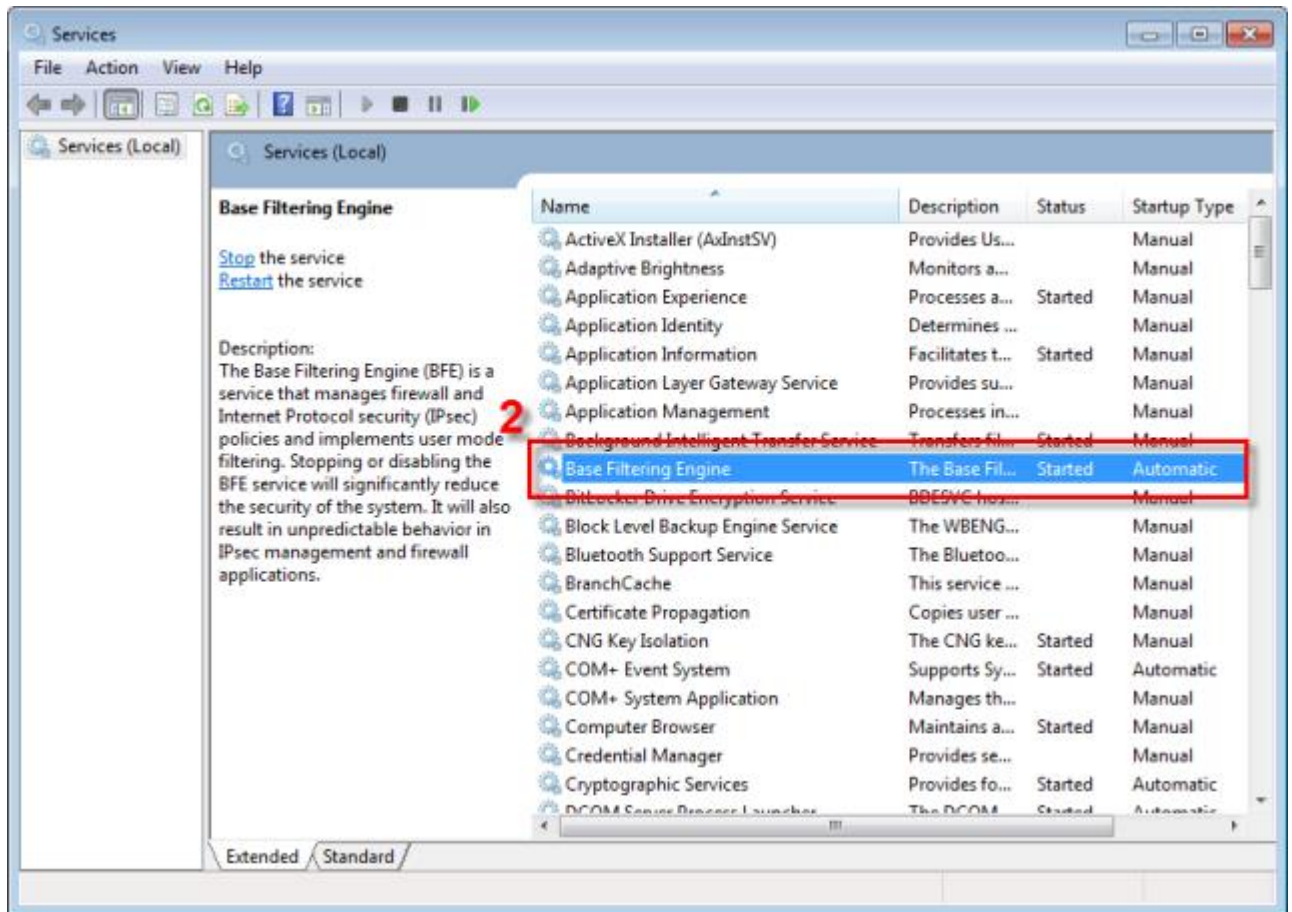 Services
File Action View Help
Services (Local)
Services (Local)
Base Filtering Engine
Stop the service
Restart the service
Description:
The Base Filtering Engine (BFE) is a
service that manages firewall and
Internet Protocol security (IPsec)
policies and implements user mode
filtering. Stopping or disabling the
BFE service will significantly reduce
the security of the system. It will also
result in unpredictable behavior in
IPsec management and firewall
applications.
2
Name Description Status Startup Type
ActiveX Installer (AxInstSV) Provides Us... Manual
Adaptive Brightness Monitors a... Manual
Application Experience Processes a... Started Manual
Application Identity Determines ... Manual
Application Information Facilitates t... Started Manual
Application Layer Gateway Service Provides su... Manual
Application Management Processes in... Manual
Background Intelligent Transfer Service Transfers fil... Started Manual
Base Filtering Engine The Base Fil... Started Automatic
BitLocker Drive Encryption Service BDESVC hos... Manual
Block Level Backup Engine Service The WBENG... Manual
Bluetooth Support Service The Bluetoo... Manual
BranchCache This service ... Manual
Certificate Propagation Copies user ... Manual
CNG Key Isolation The CNG ke... Started Manual
COM+ Event System Supports Sy... Started Automatic
COM+ System Application Manages th... Manual
Computer Browser Maintains a... Started Manual
Credential Manager Provides se... Manual
Cryptographic Services Provides fo... Started Automatic
DCOM Server Process Launcher The DCOM Started Automatic
Extended Standard